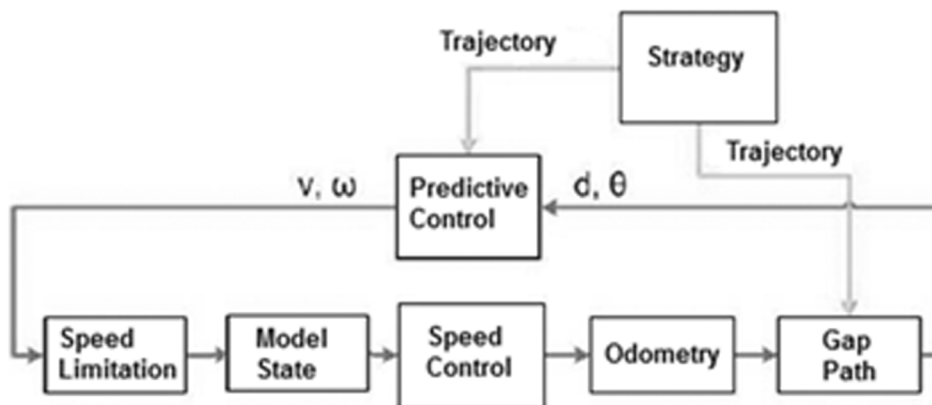 Trajectory
Strategy
Trajectory
v, ω
Predictive
Control
d, θ
Speed
Limitation
Model
State
Speed
Control
Odometry
Gap
Path